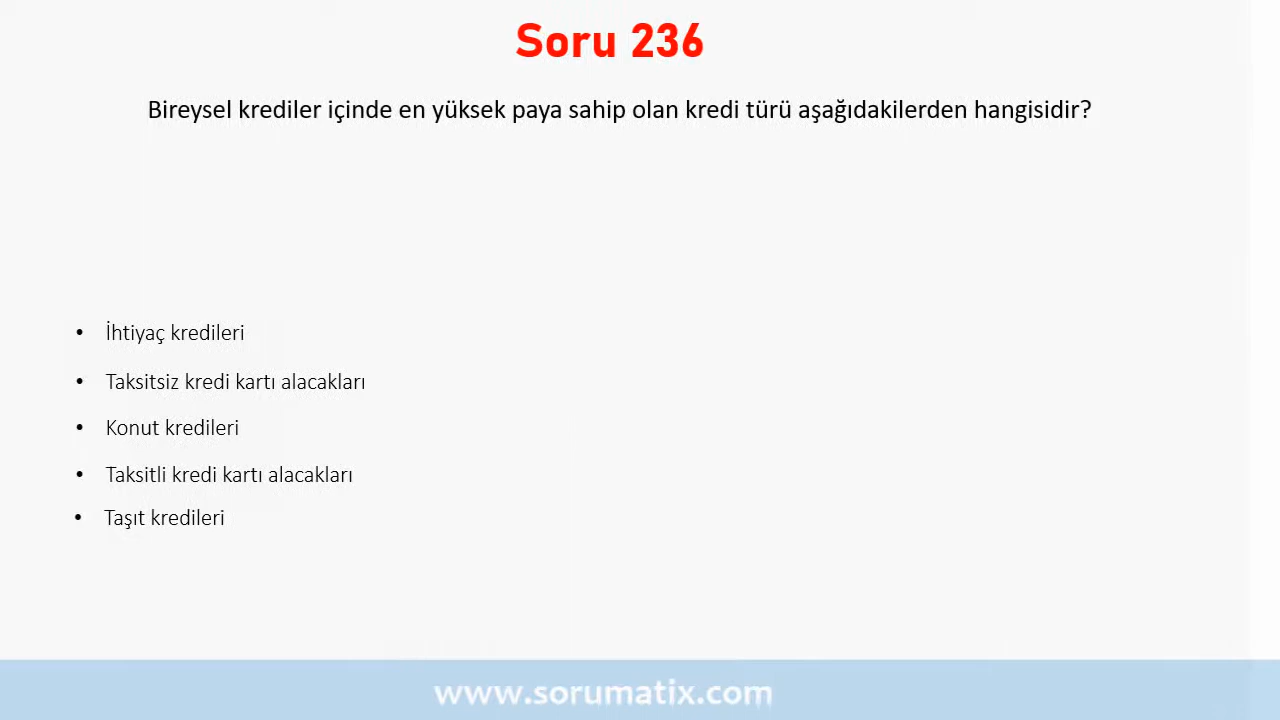 Soru 236
Bireysel krediler içinde en yüksek paya sahip olan kredi türü aşağıdakilerden hangisidir?
• İhtiyaç kredileri
• Taksitsiz kredi kartı alacakları
• Konut kredileri
• Taksitli kredi kartı alacakları
• Taşıt kredileri
www.sorumatix.com